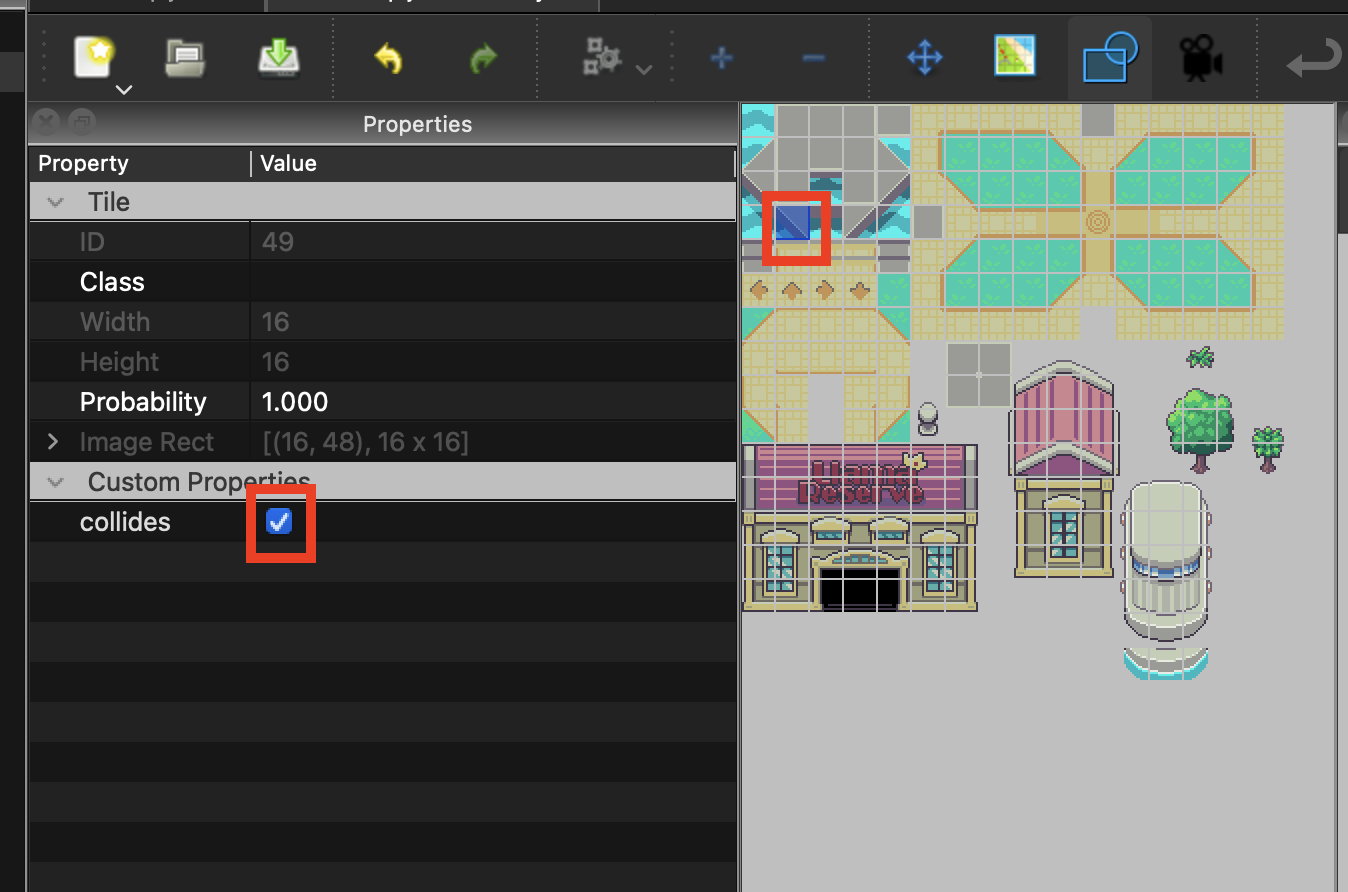 Properties
Property Value
Tile
ID 49
Class
Width 16
Height 16
Probability 1.000
Image Rect [(16, 48), 16 x 16]
Custom Properties
collides
Reserve